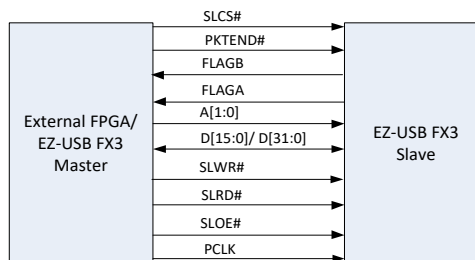 SLCS#
PKTEND#
FLAGB
FLAGA
A[1:0]
D[15:0]/ D[31:0]
SLWR#
SLRD#
SLOE#
PCLK
External FPGA/
EZ-USB FX3
Master
EZ-USB FX3
Slave